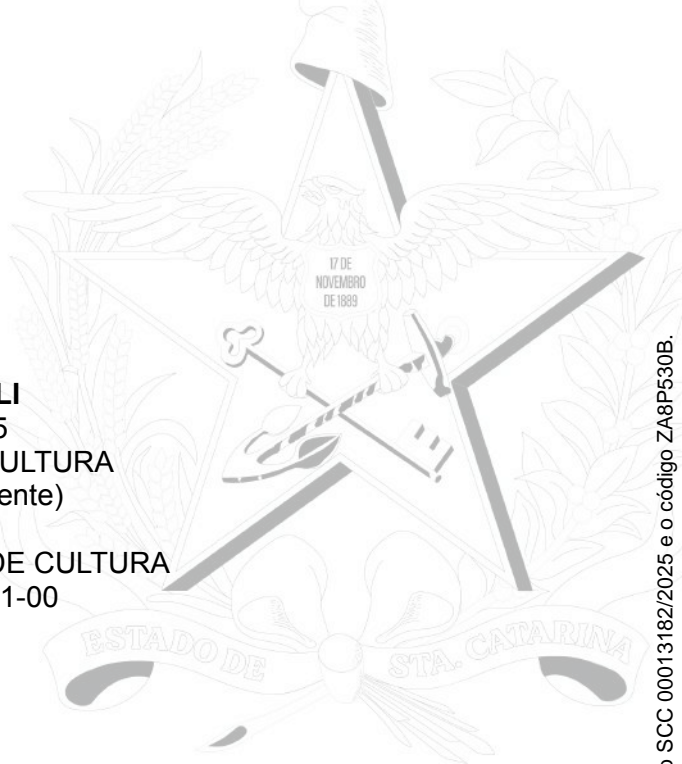 17 DE
NOVEMBRO
DE 1889
LI
5
CULTURA
ente)
DE CULTURA
1-00
ESTADO DE STA. CATARINA
o SCC 00013182/2025 e o código ZA8P530B.